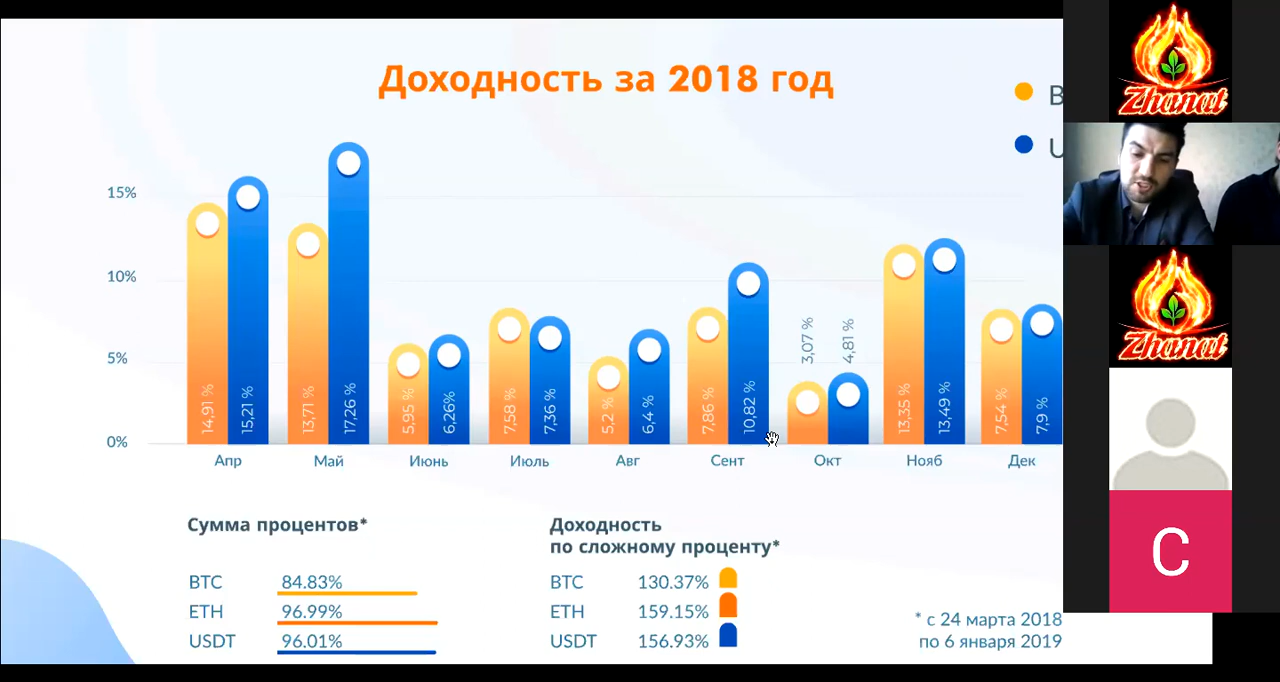 Доходность за 2018 год
Zhanat
15%
10%
5%
0%
14,91 %
15,21 %
13,71 %
17,26 %
5,95 %
6,26%
7,58 %
7,36 %
5,2 %
6,4 %
7,86 %
10,82 %
3,07 %
4,81 %
13,35 %
13,49 %
7,54 %
7,9 %
Апр
Май
Июнь
Июль
Авг
Сент
Окт
Нояб
Дек
Zhanat
Сумма процентов*
BTC 84.83%
ETH 96.99%
USDT 96.01%
Доходность
по сложному проценту*
BTC 130.37%
ETH 159.15%
USDT 156.93%
* с 24 марта 2018
по 6 января 2019
C